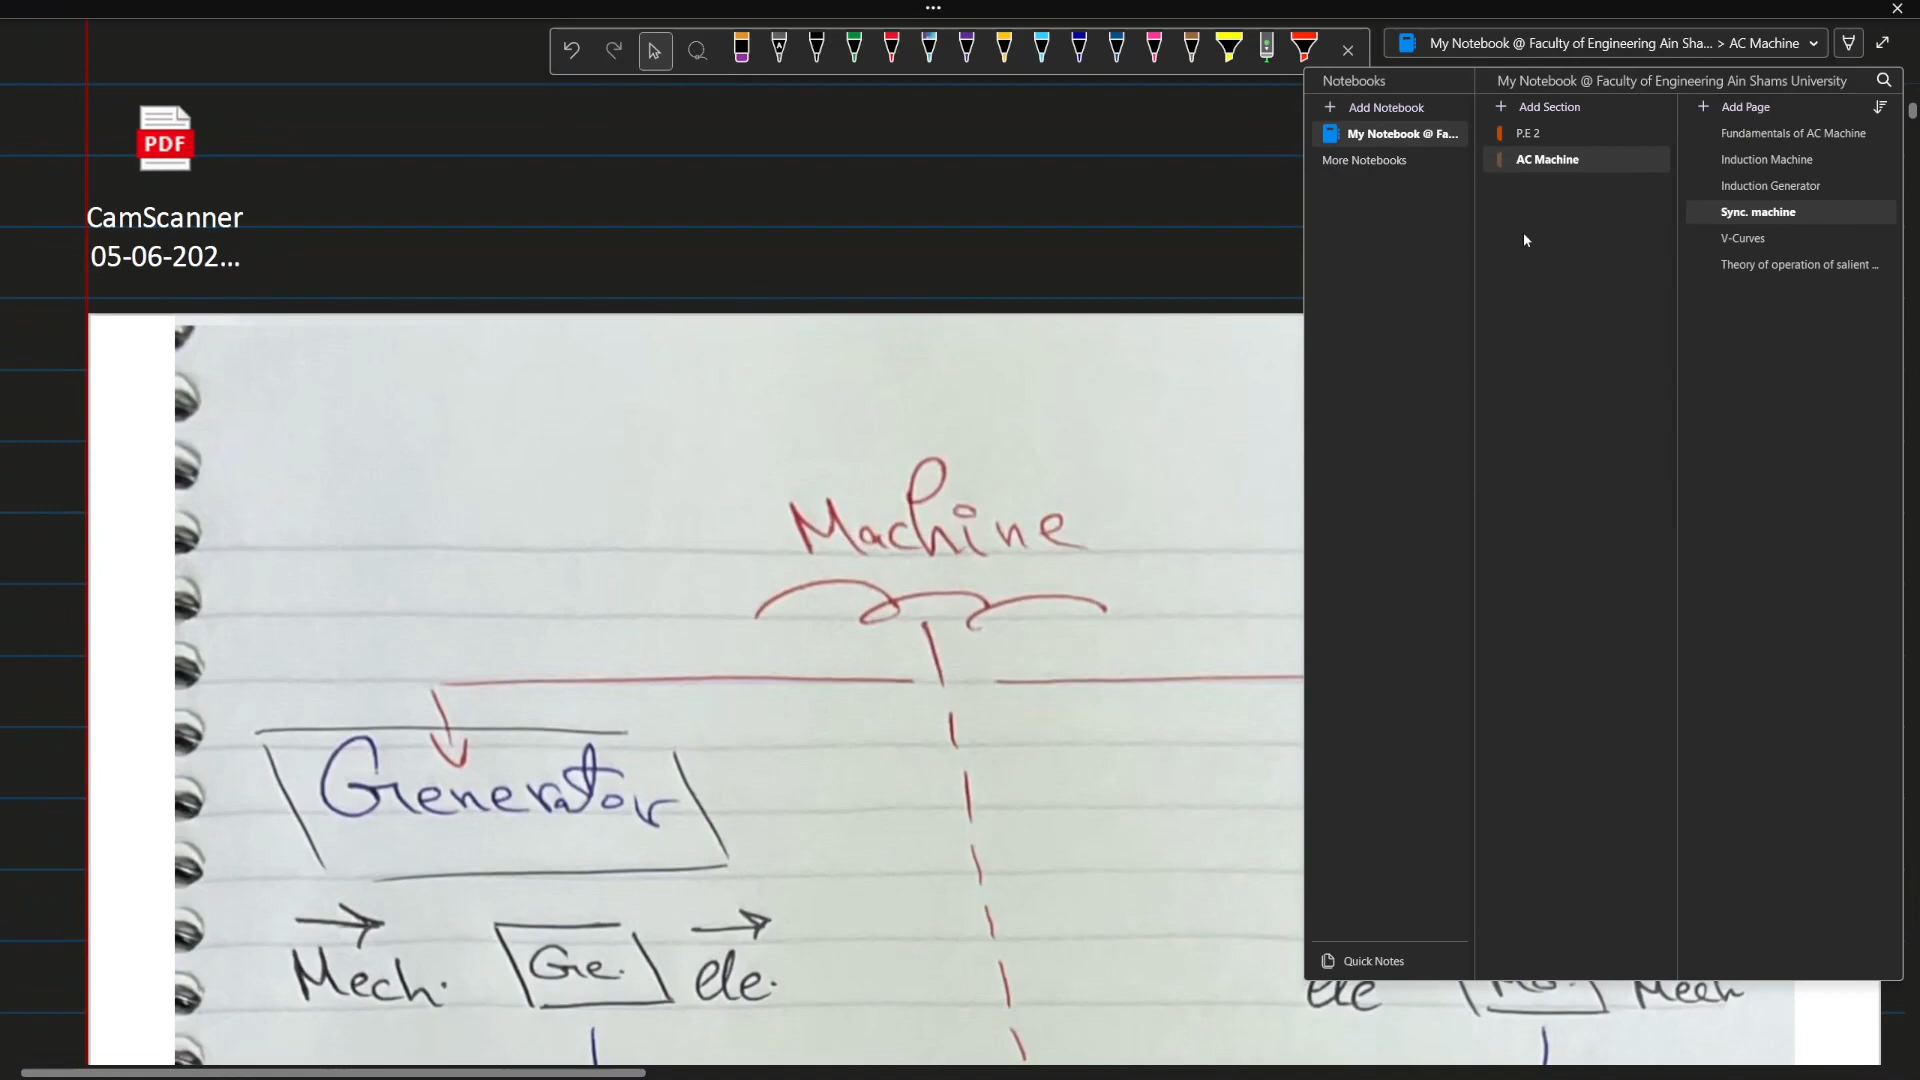 My Notebook @ Faculty of Engineering Ain Sha... > AC Machine
Notebooks
My Notebook @ Faculty of Engineering Ain Shams University
Add Notebook
Add Section
Add Page
My Notebook @ Fa...
P.E 2
Fundamentals of AC Machine
More Notebooks
AC Machine
Induction Machine
Induction Generator
Sync. machine
V-Curves
Theory of operation of salient ...
Quick Notes
PDF
CamScanner
05-06-202...
Machine
Generator
Mech. Ge. ele.
ele Mo. Mech